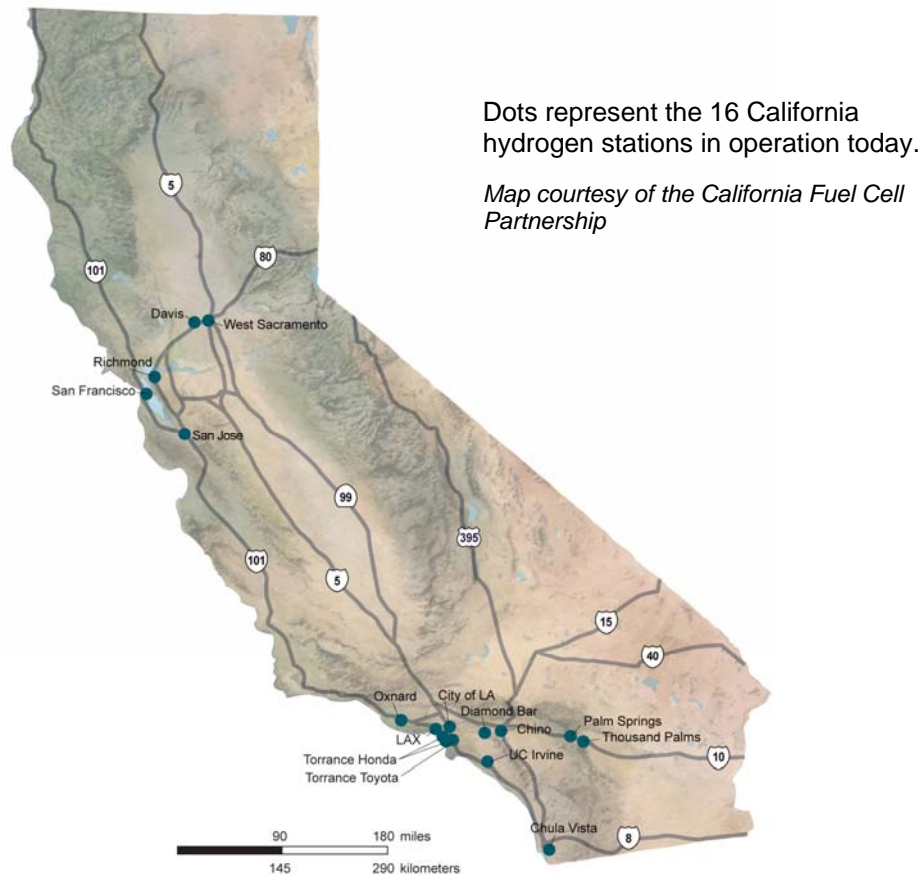 Dots represent the 16 California
hydrogen stations in operation today.
Map courtesy of the California Fuel Cell
Partnership
5
80
101
Davis
West Sacramento
Richmond
San Francisco
San Jose
99
395
101
5
15
40
Oxnard
City of LA
Diamond Bar
Palm Springs
Chino
Thousand Palms
LAX
UC Irvine
10
Torrance Honda
Torrance Toyota
Chula Vista
8
90
180 miles
145
290 kilometers